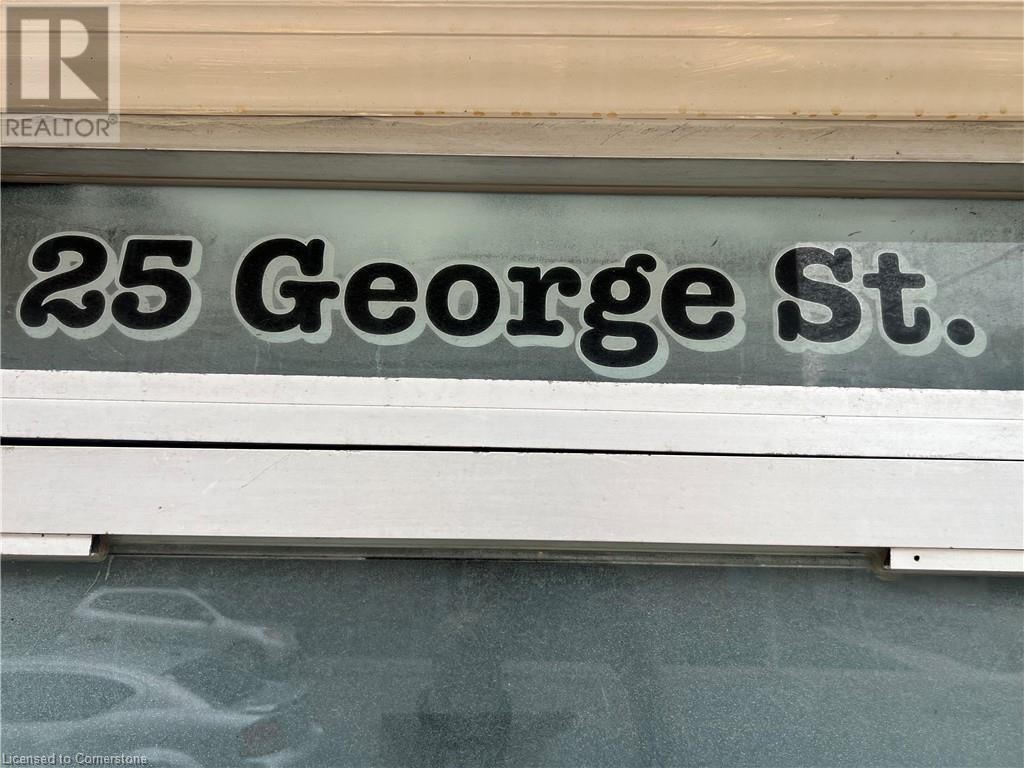 REALTOR®
25 George St.
Licensed to Cornerstone